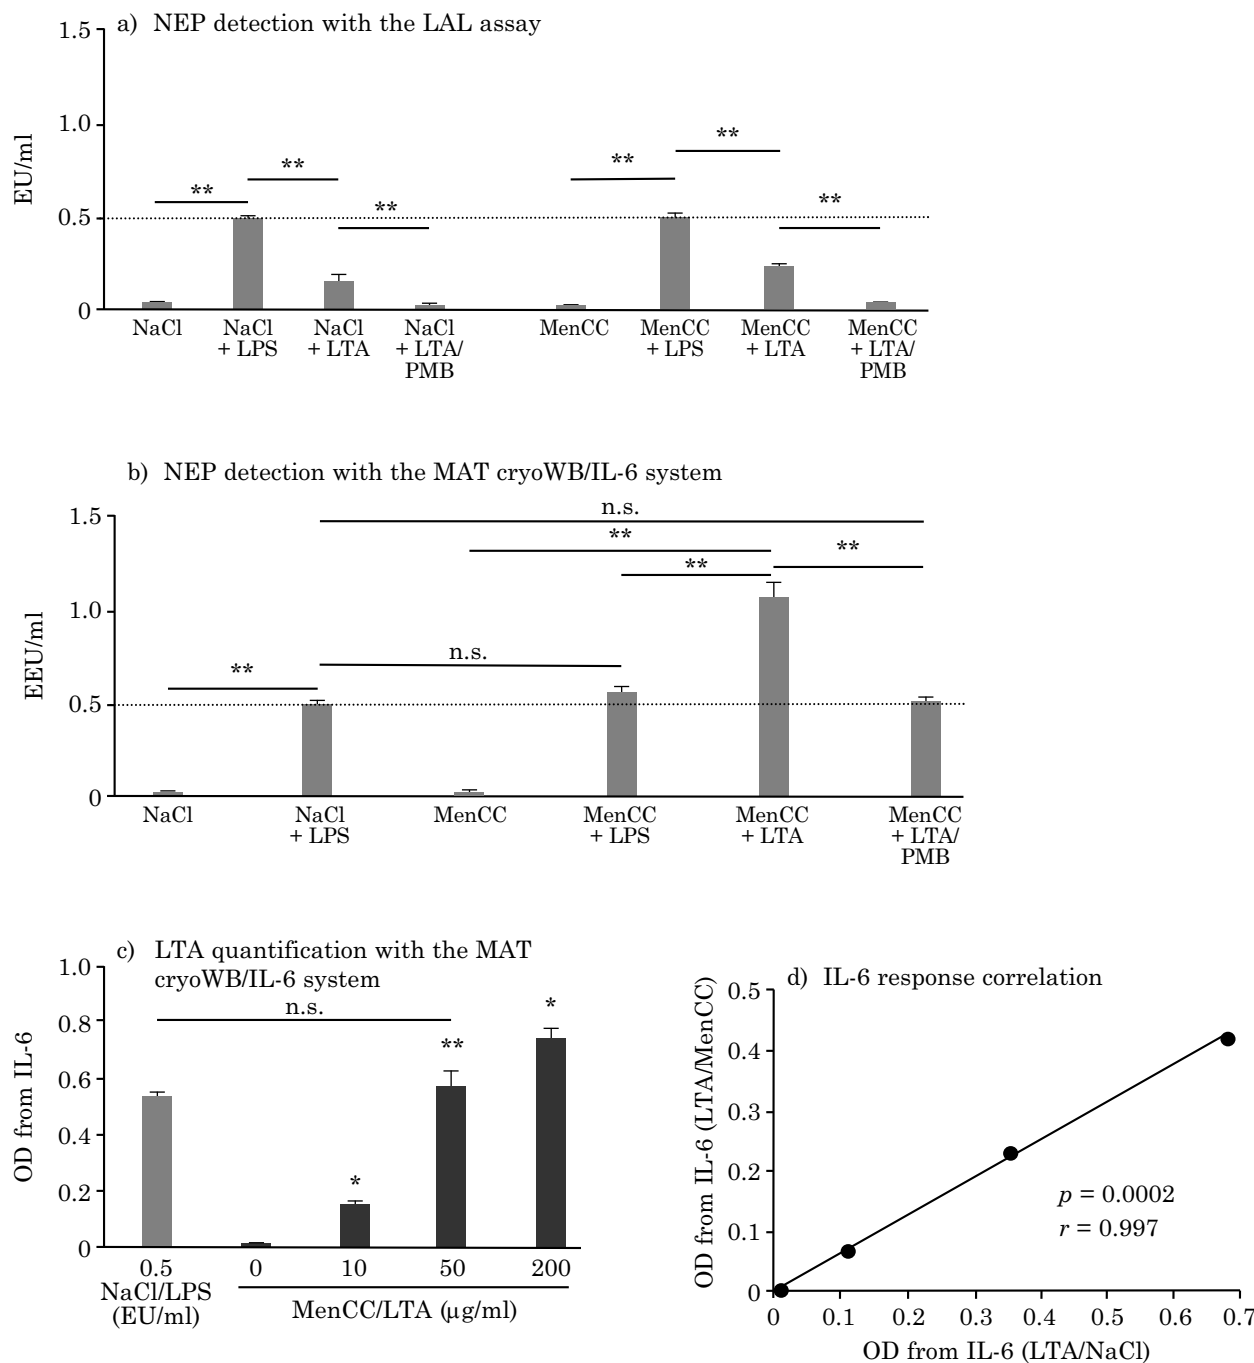 a) NEP detection with the LAL assay
1.5
1.0
0.5
0
EU/ml
** ** ** ** ** **
NaCl NaCl + LPS NaCl + LTA NaCl + LTA/ PMB MenCC MenCC + LPS MenCC + LTA MenCC + LTA/ PMB
b) NEP detection with the MAT cryoWB/IL-6 system
1.5
1.0
0.5
0
EEU/ml
n.s.
** **
**
n.s.
**
NaCl NaCl + LPS MenCC MenCC + LPS MenCC + LTA MenCC + LTA/ PMB
c) LTA quantification with the MAT
cryoWB/IL-6 system
1.0
0.8
0.6
0.4
0.2
0
OD from IL-6
n.s.
* ** *
0.5 0 10 50 200
NaCl/LPS
(EU/ml)
MenCC/LTA (μg/ml)
d) IL-6 response correlation
0.5
0.4
0.3
0.2
0.1
0
OD from IL-6 (LTA/MenCC)
p = 0.0002
r = 0.997
0 0.1 0.2 0.3 0.4 0.5 0.6 0.7
OD from IL-6 (LTA/NaCl)